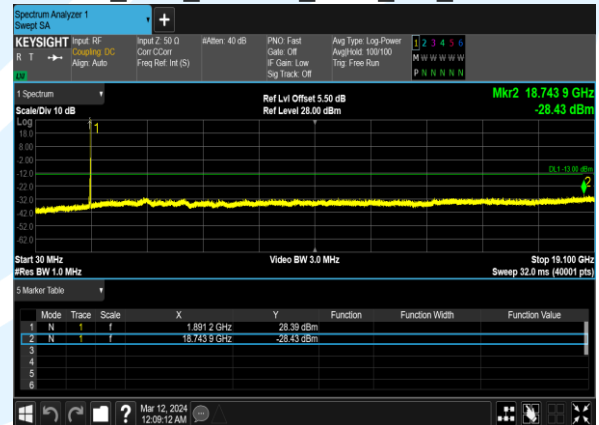 Spectrum Analyzer 1
Swept SA
KEYSIGHT Input: RF Input Z: 50 Ω #Atten: 40 dB PNO: Fast Avg Type: Log-Power 1 2 3 4 5 6
R T Coupling: DC Corr CCorr Gate: Off Avg|Hold: 100/100 M W W W W W
Align: Auto Freq Ref: Int (S) IF Gain: Low Trig: Free Run
LW Sig Track: Off P N N N N N
1 Spectrum Ref Lvl Offset 5.50 dB Mkr2 18.743 9 GHz
Scale/Div 10 dB Ref Level 28.00 dBm -28.43 dBm
Log
1
18.0
8.00
-2.00
DL1 -13.00 dBm
-12.0
2
-22.0
-32.0
-42.0
-52.0
-62.0
Start 30 MHz Video BW 3.0 MHz Stop 19.100 GHz
#Res BW 1.0 MHz Sweep 32.0 ms (40001 pts)
5 Marker Table
Mode Trace Scale X Y Function Function Width Function Value
1 N 1 f 1.891 2 GHz 28.39 dBm
2 N 1 f 18.743 9 GHz -28.43 dBm
3
4
5
6
? Mar 12, 2024
12:09:12 AM